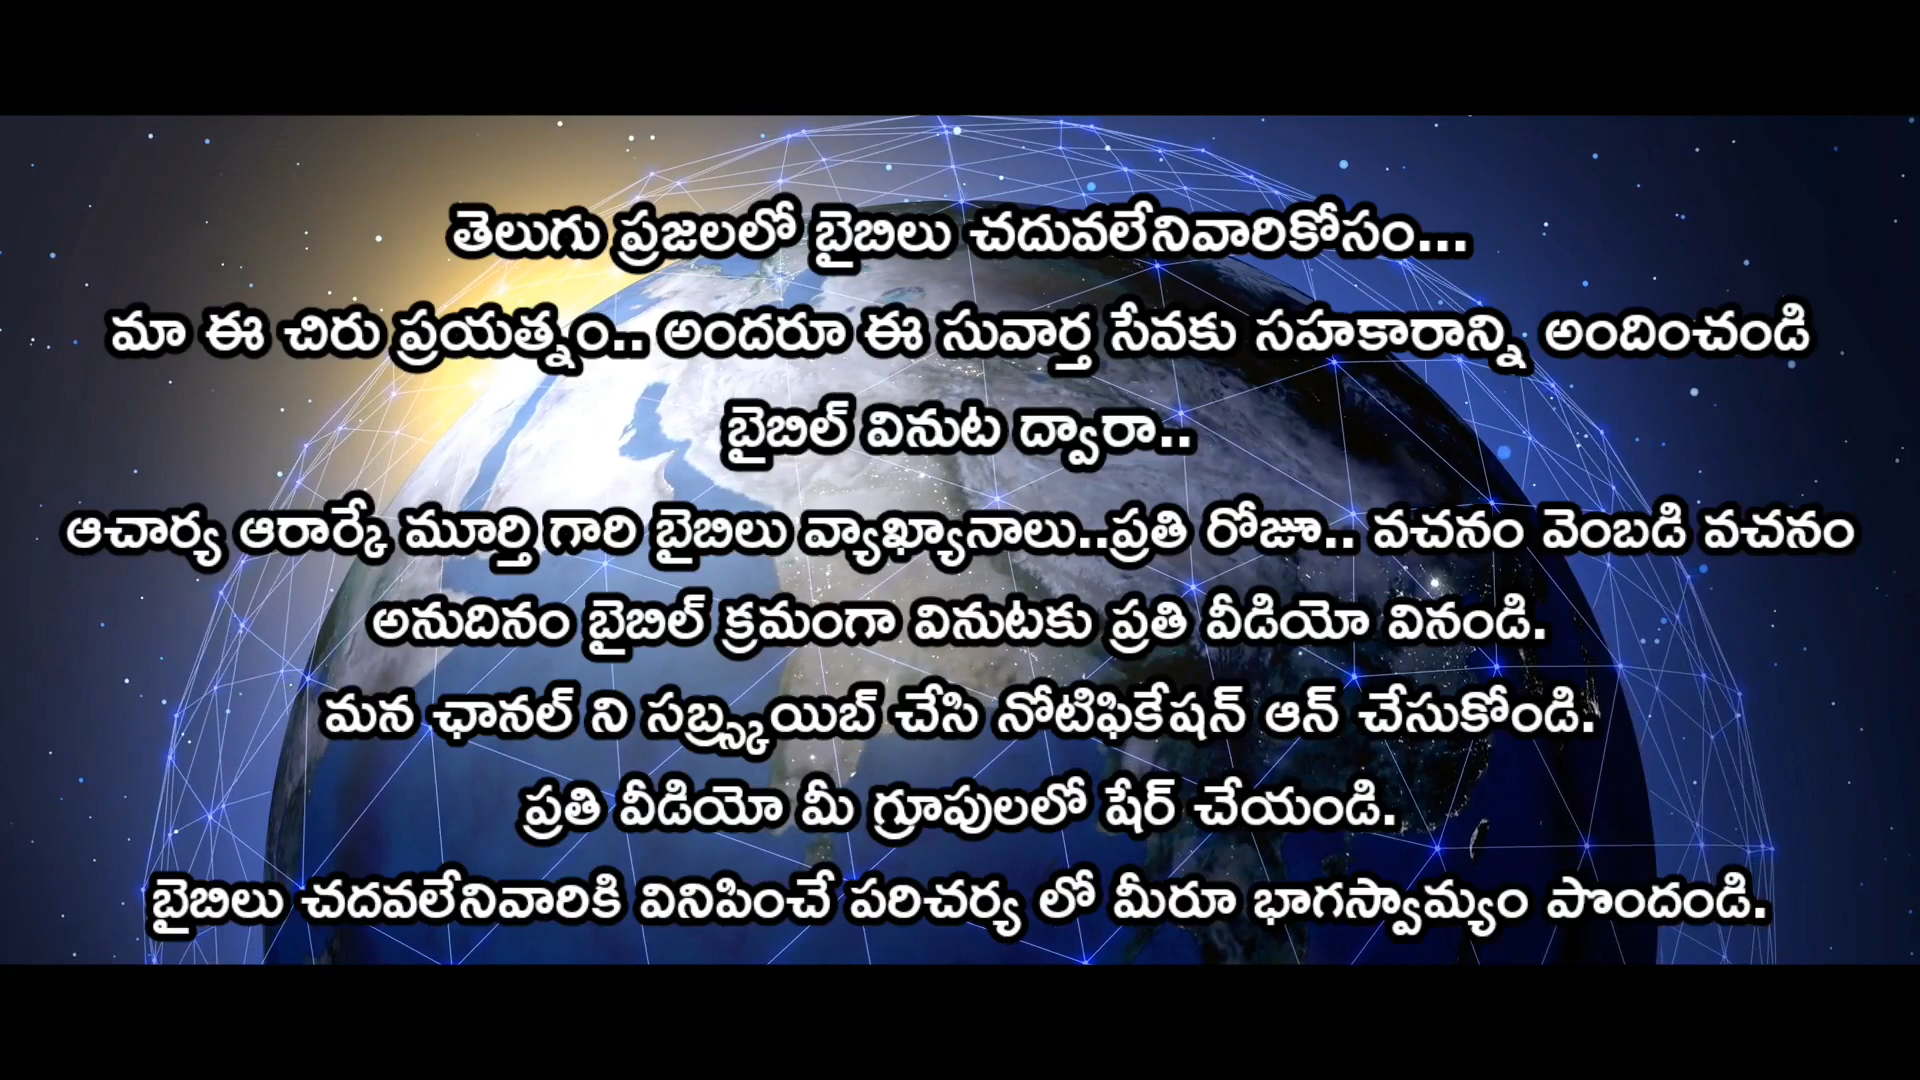 తెలుగు ప్రజలలో బైబిలు చదువలేనివారికోసం...
మా ఈ చిరు ప్రయత్నం.. అందరూ ఈ సువార్త సేవకు సహకారాన్ని అందించండి
బైబిల్ వినుట ద్వారా..
ఆచార్య ఆరార్కే మూర్తి గారి బైబిలు వ్యాఖ్యానాలు..ప్రతి రోజూ.. వచనం వెంబడి వచనం
అనుదినం బైబిల్ క్రమంగా వినుటకు ప్రతి వీడియో వినండి.
మన ఛానల్ ని సబ్స్క్రయిబ్ చేసి నోటిఫికేషన్ ఆన్ చేసుకోండి.
ప్రతి వీడియో మీ గ్రూపులలో షేర్ చేయండి.
బైబిలు చదవలేనివారికి వినిపించే పరిచర్య లో మీరూ భాగస్వామ్యం పొందండి.